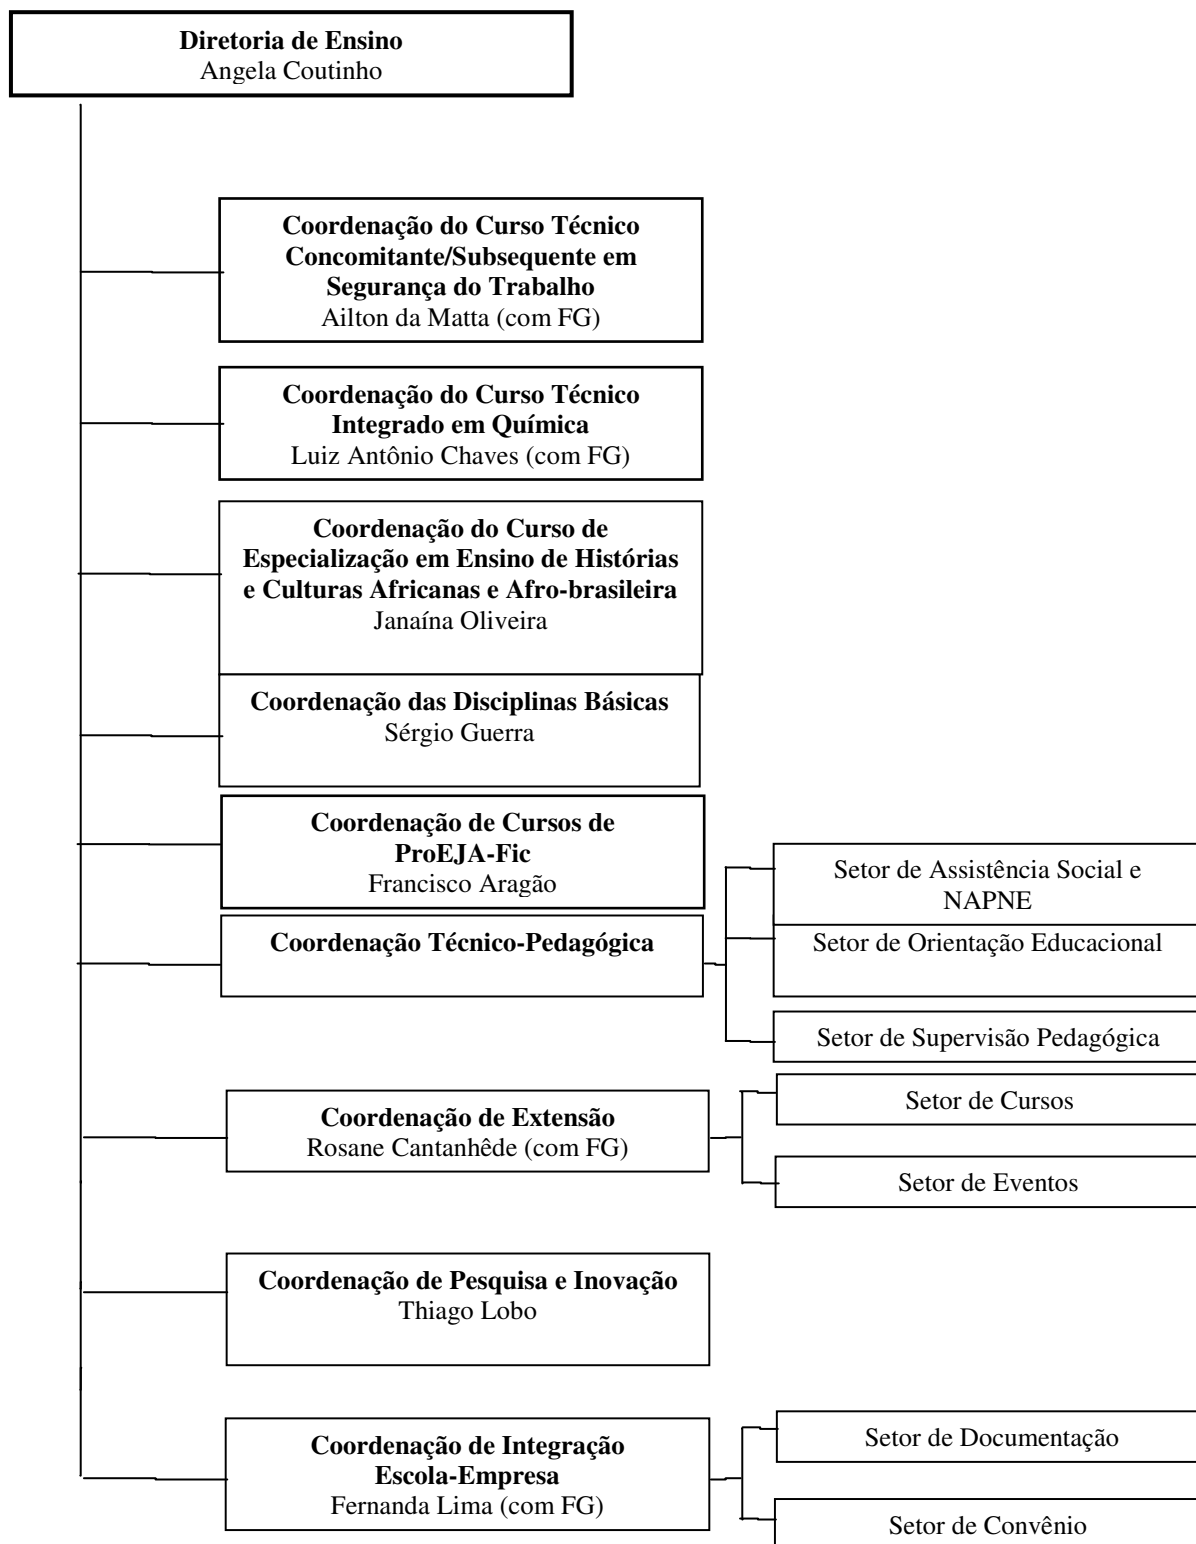 Diretoria de Ensino
Angela Coutinho
Coordenação do Curso Técnico
Concomitante/Subsequente em
Segurança do Trabalho
Ailton da Matta (com FG)
Coordenação do Curso Técnico
Integrado em Química
Luiz Antônio Chaves (com FG)
Coordenação do Curso de
Especialização em Ensino de Histórias
e Culturas Africanas e Afro-brasileira
Janaína Oliveira
Coordenação das Disciplinas Básicas
Sérgio Guerra
Coordenação de Cursos de
ProEJA-Fic
Francisco Aragão
Coordenação Técnico-Pedagógica
Setor de Assistência Social e
NAPNE
Setor de Orientação Educacional
Setor de Supervisão Pedagógica
Coordenação de Extensão
Rosane Cantanhêde (com FG)
Setor de Cursos
Setor de Eventos
Coordenação de Pesquisa e Inovação
Thiago Lobo
Coordenação de Integração
Escola-Empresa
Fernanda Lima (com FG)
Setor de Documentação
Setor de Convênio